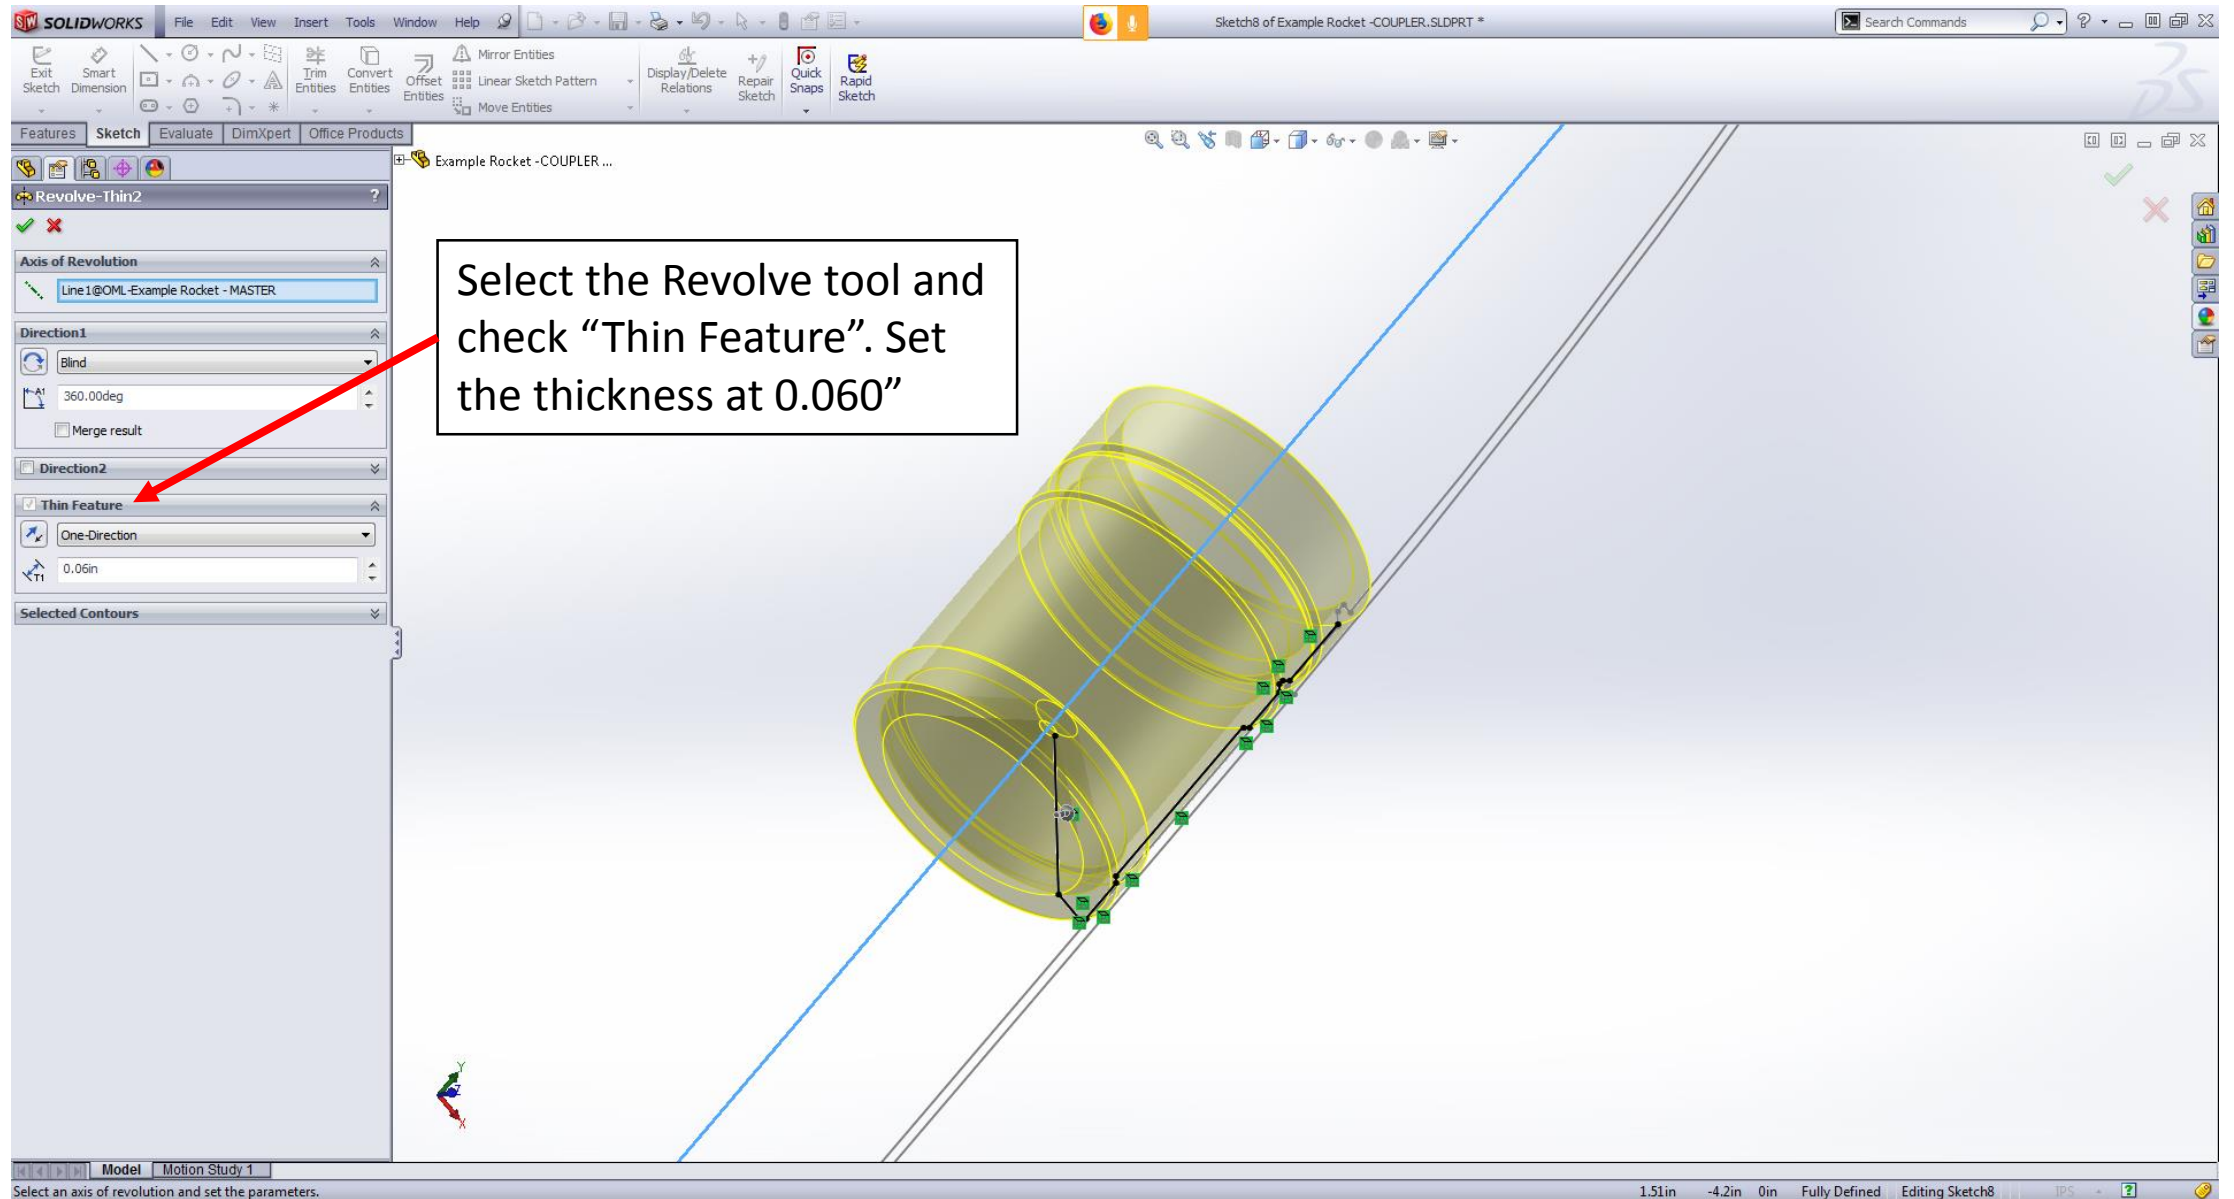 SOLIDWORKS File Edit View Insert Tools Window Help Sketch8 of Example Rocket -COUPLER.SLDPRT * Search Commands
Exit Sketch
Smart Dimension
Trim Entities
Convert Entities
Offset Entities
Mirror Entities
Linear Sketch Pattern
Move Entities
Display/Delete Relations
Repair Sketch
Quick Snaps
Rapid Sketch
Features Sketch Evaluate DimXpert Office Products
Example Rocket -COUPLER ...
Revolve-Thin2 ?
Axis of Revolution
Line1@OML-Example Rocket - MASTER
Direction1
Blind
A1 360.00deg
Merge result
Direction2
Thin Feature
One-Direction
T1 0.06in
Selected Contours
Select the Revolve tool and
check “Thin Feature”. Set
the thickness at 0.060”
Y
Z
X
Model Motion Study 1
Select an axis of revolution and set the parameters. 1.51in -4.2in 0in Fully Defined Editing Sketch8 IPS ?